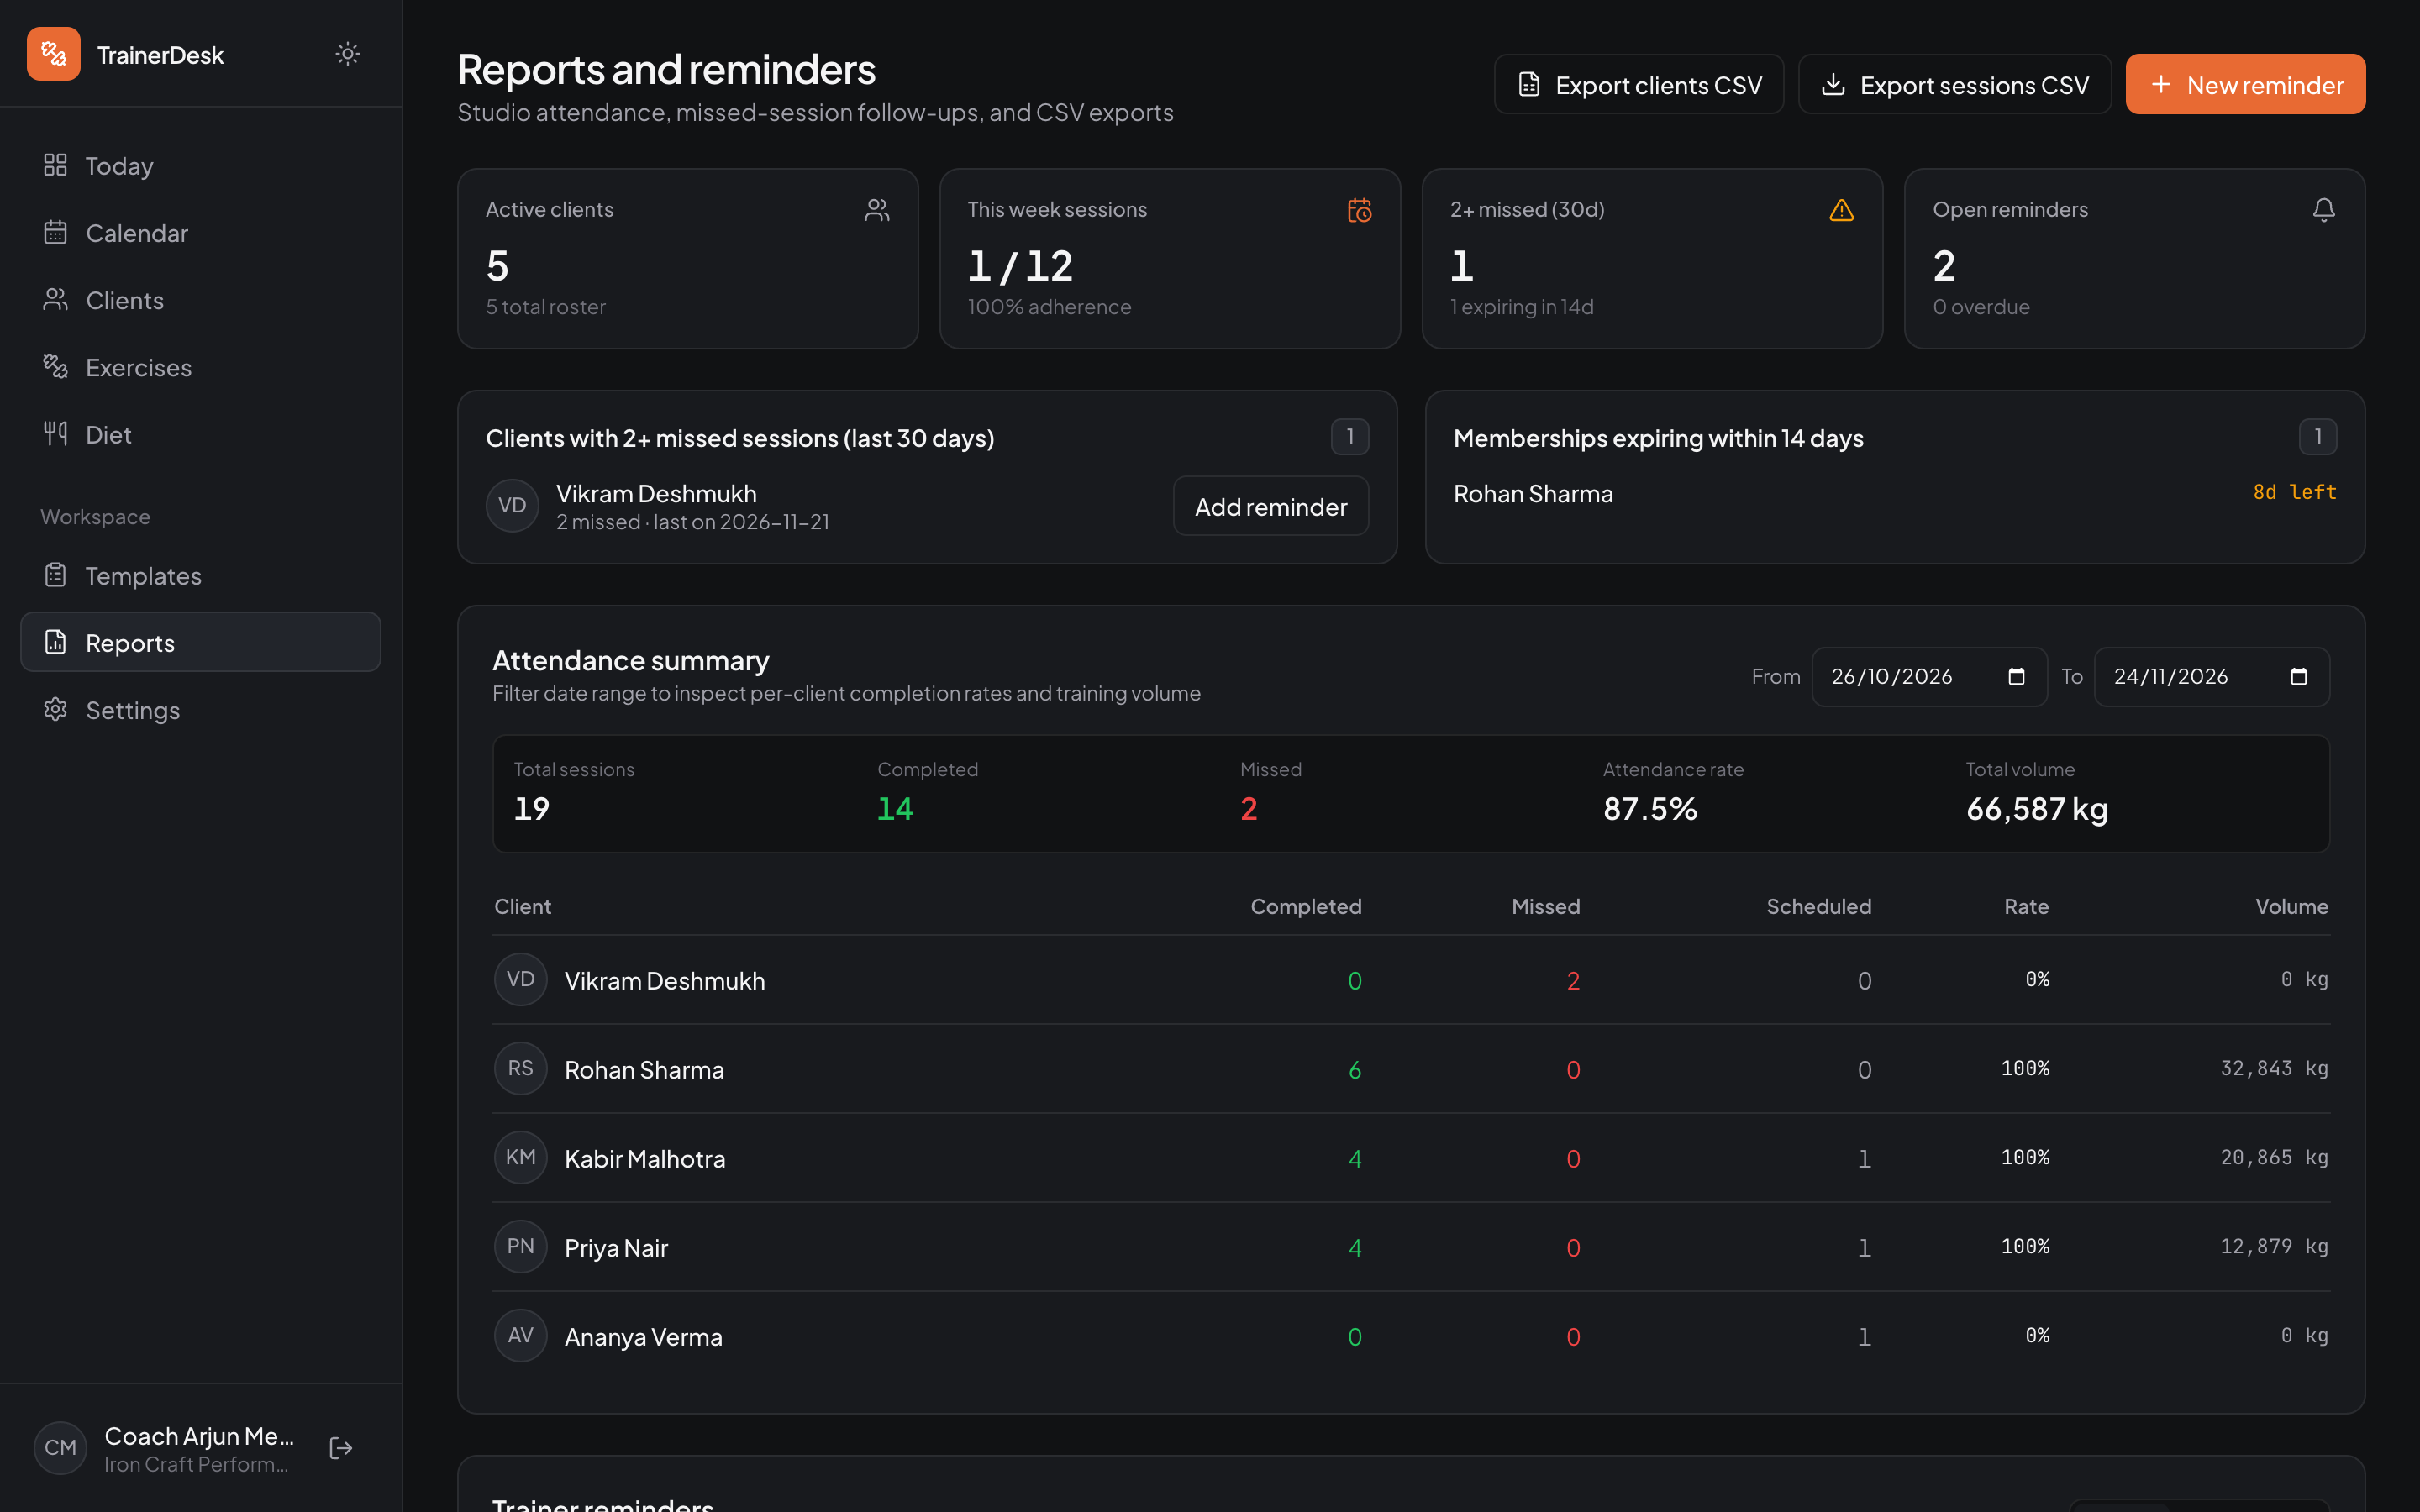 TrainerDesk
Today
Calendar
Clients
Exercises
Diet
Workspace
Templates
Reports
Settings
CM
Coach Arjun Me...
Iron Craft Perform...
Reports and reminders
Studio attendance, missed-session follow-ups, and CSV exports
Export clients CSV
Export sessions CSV
New reminder
Active clients
5
5 total roster
This week sessions
1 / 12
100% adherence
2+ missed (30d)
1
1 expiring in 14d
Open reminders
2
0 overdue
Clients with 2+ missed sessions (last 30 days)
1
VD
Vikram Deshmukh
2 missed · last on 2026-11-21
Add reminder
Memberships expiring within 14 days
1
Rohan Sharma
8d left
Attendance summary
Filter date range to inspect per-client completion rates and training volume
From
26/10/2026
To
24/11/2026
Total sessions
19
Completed
14
Missed
2
Attendance rate
87.5%
Total volume
66,587 kg
Client Completed Missed Scheduled Rate Volume
VD Vikram Deshmukh 0 2 0 0% 0 kg
RS Rohan Sharma 6 0 0 100% 32,843 kg
KM Kabir Malhotra 4 0 1 100% 20,865 kg
PN Priya Nair 4 0 1 100% 12,879 kg
AV Ananya Verma 0 0 1 0% 0 kg
Trainer reminders